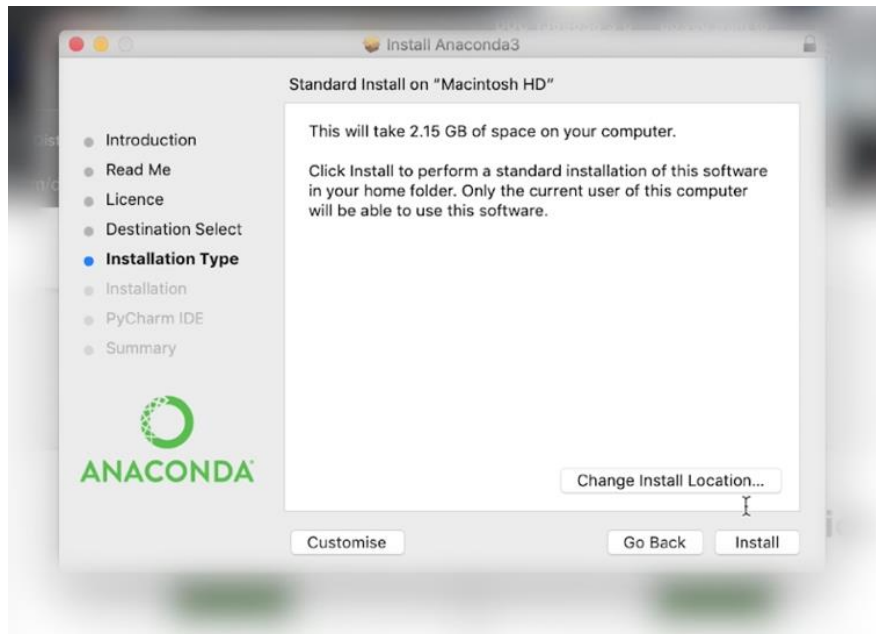 Install Anaconda3
Standard Install on "Macintosh HD"
Introduction
Read Me
Licence
Destination Select
Installation Type
Installation
PyCharm IDE
Summary
ANACONDA
This will take 2.15 GB of space on your computer.
Click Install to perform a standard installation of this software
in your home folder. Only the current user of this computer
will be able to use this software.
Change Install Location...
Customise
Go Back
Install